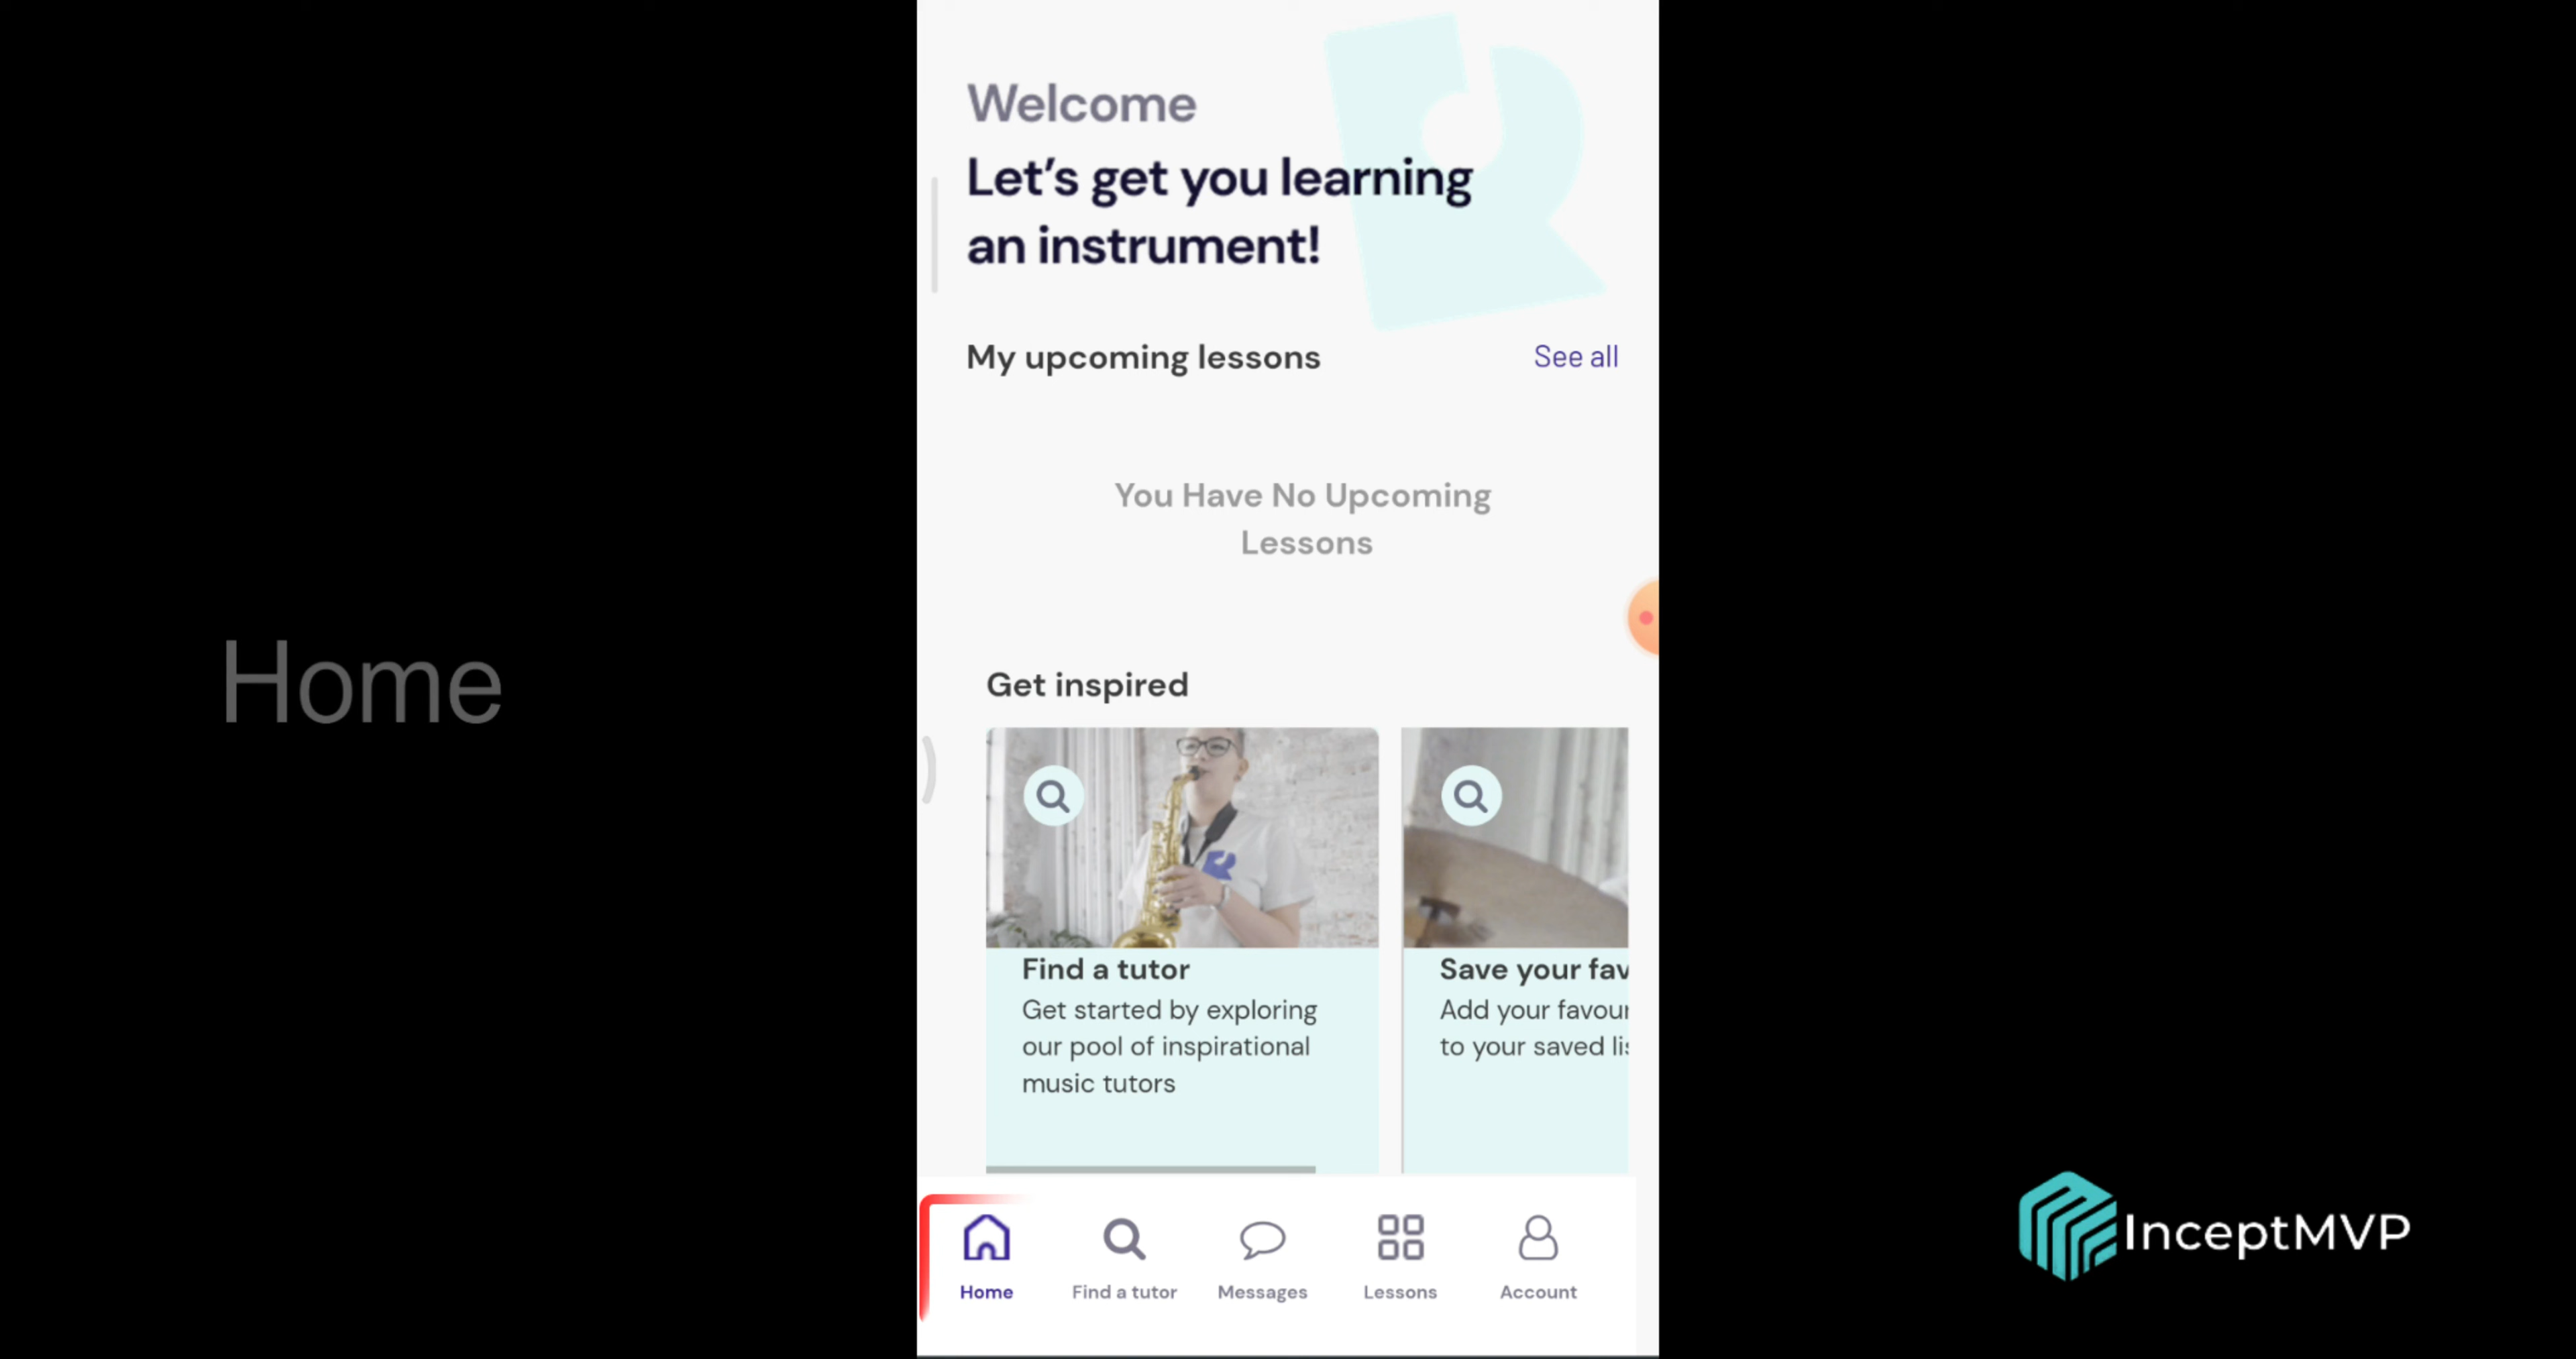 Home
Welcome
Let's get you learning
an instrument!
My upcoming lessons
See all
You Have No Upcoming
Lessons
Get inspired
Find a tutor
Get started by exploring
our pool of inspirational
music tutors
Save your fav
Add your favour
to your saved lis
Home
Find a tutor
Messages
Lessons
Account
InceptMVP